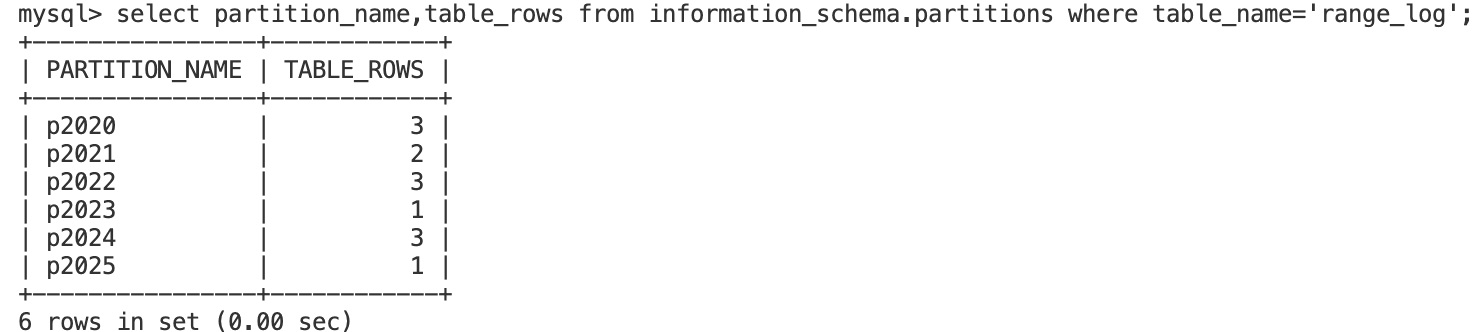 mysql> select partition_name,table_rows from information_schema.partitions where table_name='range_log';
+----------------+------------+
| PARTITION_NAME | TABLE_ROWS |
+----------------+------------+
| p2020          |          3 |
| p2021          |          2 |
| p2022          |          3 |
| p2023          |          1 |
| p2024          |          3 |
| p2025          |          1 |
+----------------+------------+
6 rows in set (0.00 sec)